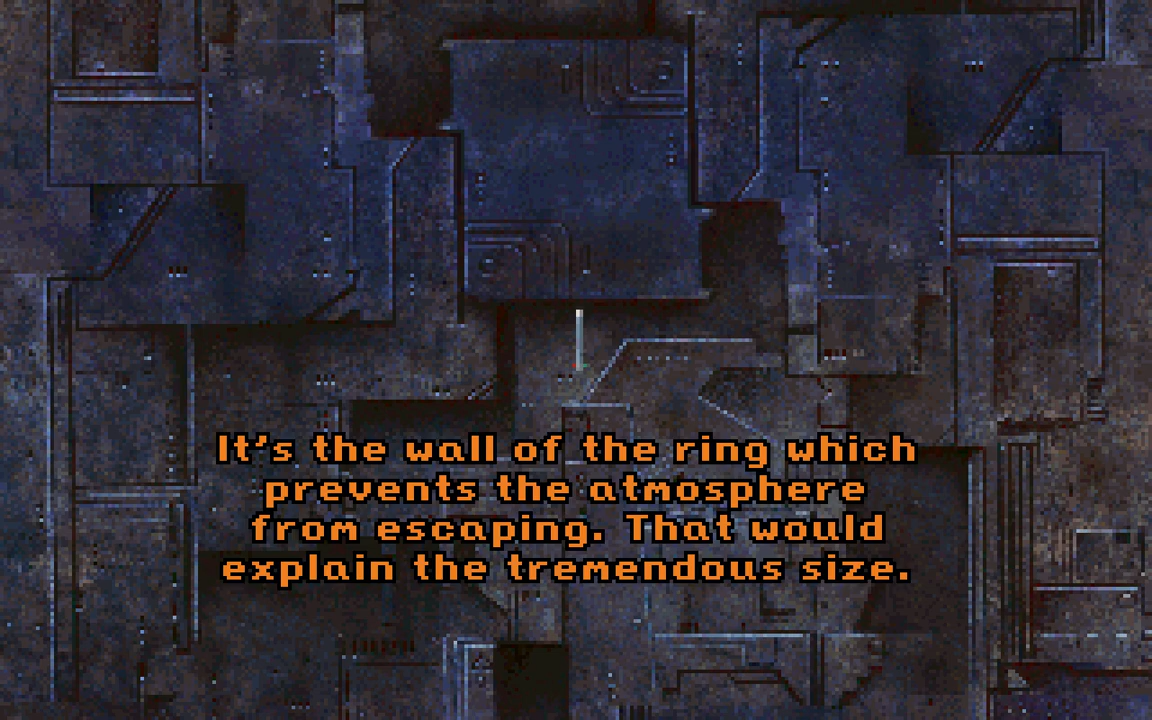 It's the wall of the ring which
prevents the atmosphere
from escaping. That would
explain the tremendous size.